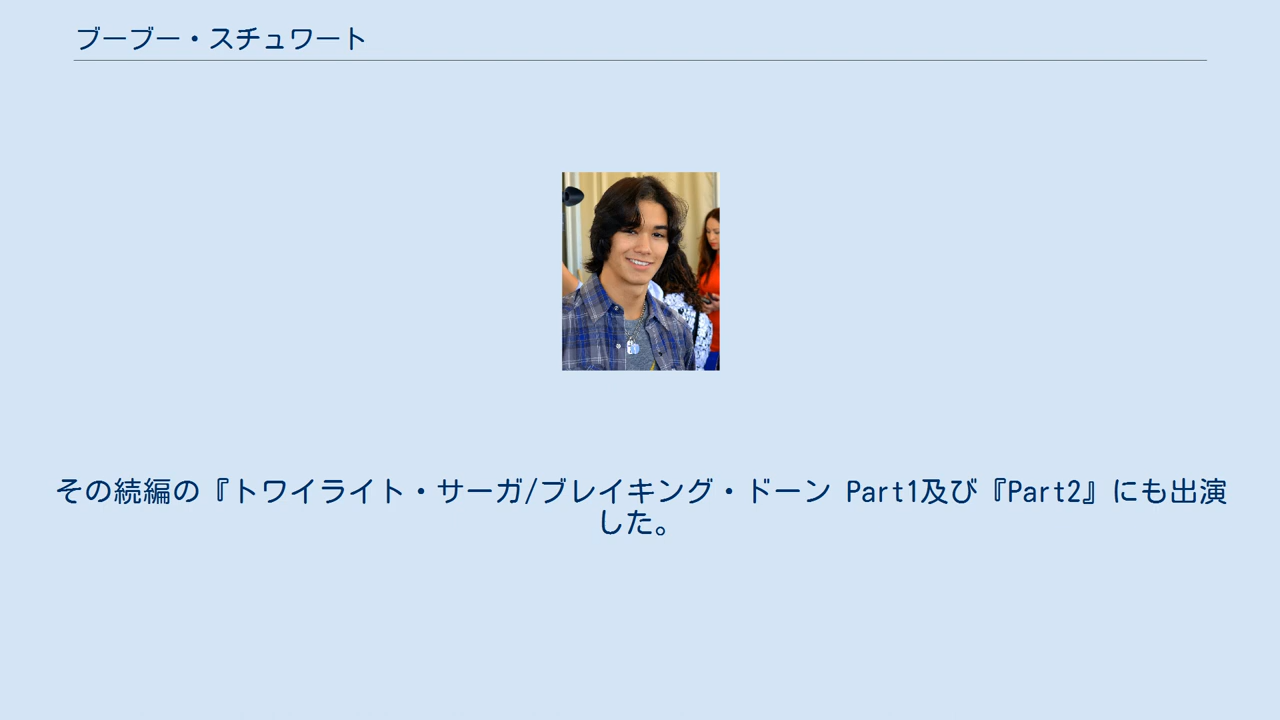 ブーブー・スチュワート
その続編の『トワイライト・サーガ/ブレイキング・ドーン Part1及び『Part2』にも出演
した。